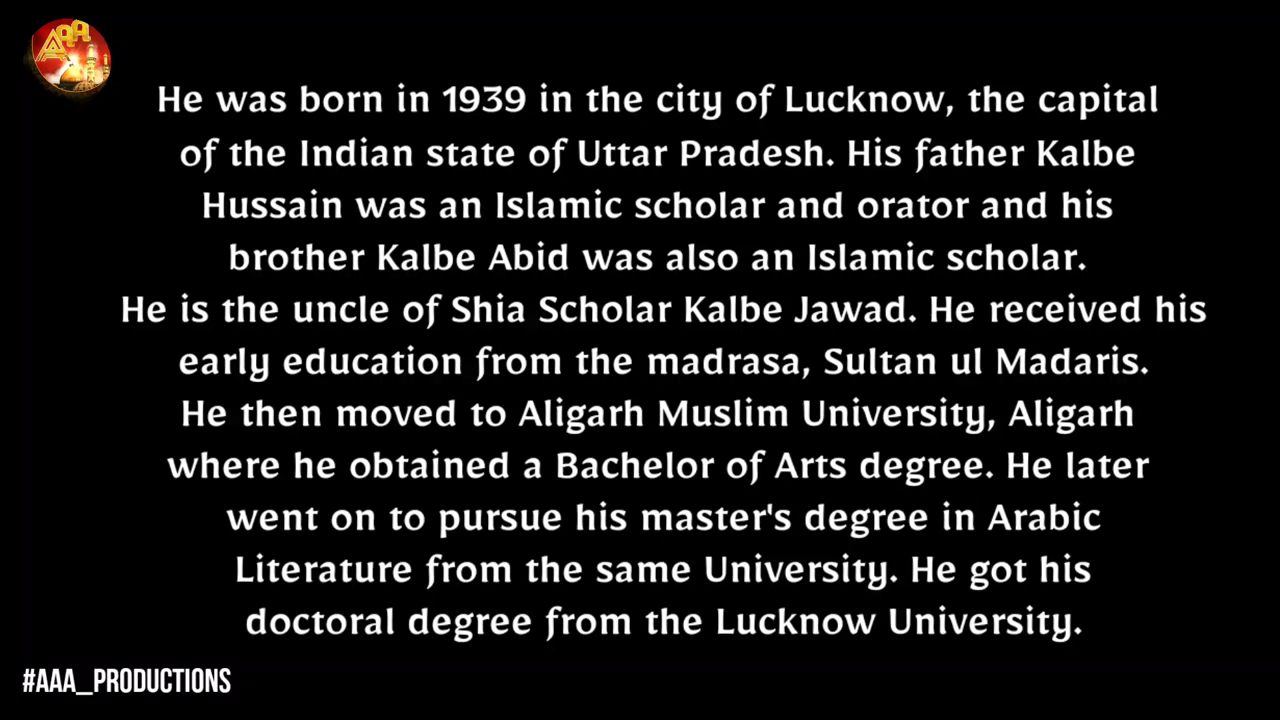 AAA
He was born in 1939 in the city of Lucknow, the capital
of the Indian state of Uttar Pradesh. His father Kalbe
Hussain was an Islamic scholar and orator and his
brother Kalbe Abid was also an Islamic scholar.
He is the uncle of Shia Scholar Kalbe Jawad. He received his
early education from the madrasa, Sultan ul Madaris.
He then moved to Aligarh Muslim University, Aligarh
where he obtained a Bachelor of Arts degree. He later
went on to pursue his master's degree in Arabic
Literature from the same University. He got his
doctoral degree from the Lucknow University.
#AAA_PRODUCTIONS